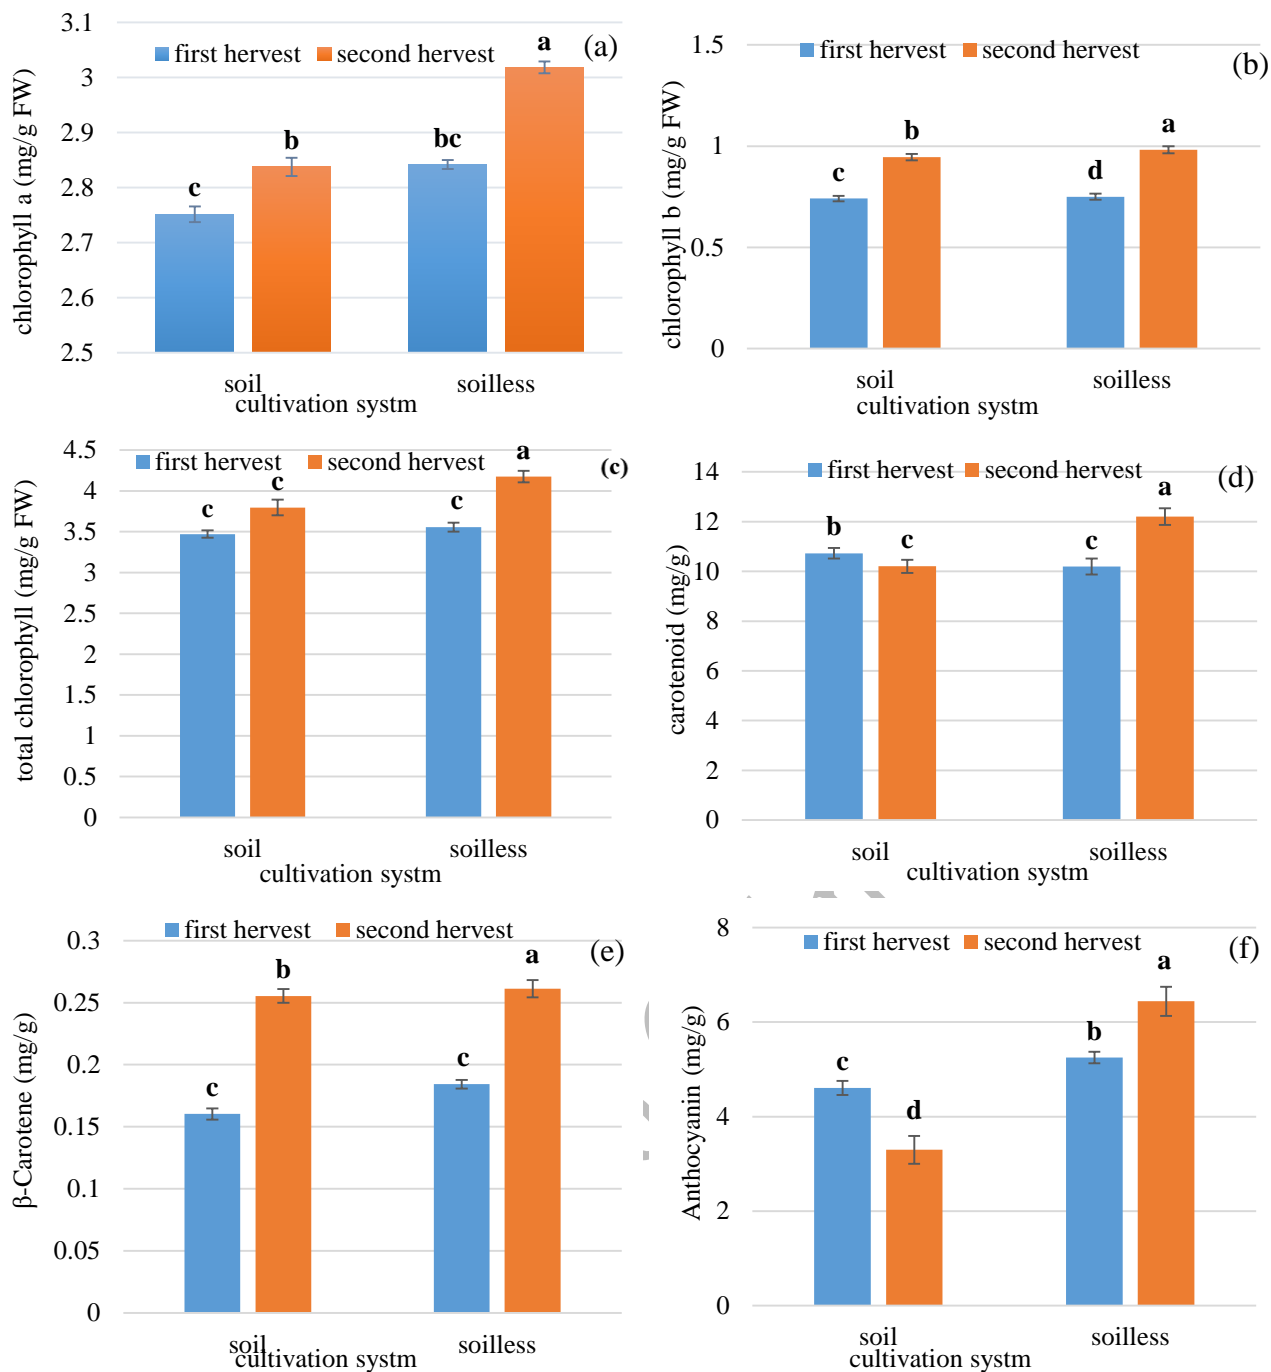 3.1
3
2.9
2.8
2.7
2.6
2.5
chlorophyll a (mg/g FW)
first hervest second hervest
(a)
c
b
bc
a
soil soilless
cultivation systm
1.5
1
0.5
0
chlorophyll b (mg/g FW)
first hervest second hervest
(b)
c
b
d
a
soil soilless
cultivation systm
4.5
4
3.5
3
2.5
2
1.5
1
0.5
0
total chlorophyll (mg/g FW)
first hervest second hervest
(c)
c
c
c
a
soil soilless
cultivation systm
14
12
10
8
6
4
2
0
carotenoid (mg/g)
first hervest second hervest
(d)
b
c
c
a
soil soilless
cultivation systm
0.3
0.25
0.2
0.15
0.1
0.05
0
β-Carotene (mg/g)
first hervest second hervest
(e)
c
b
c
a
soil soilless
cultivation systm
8
6
4
2
0
Anthocyanin (mg/g)
first hervest second hervest
(f)
c
d
b
a
soil soilless
cultivation systm